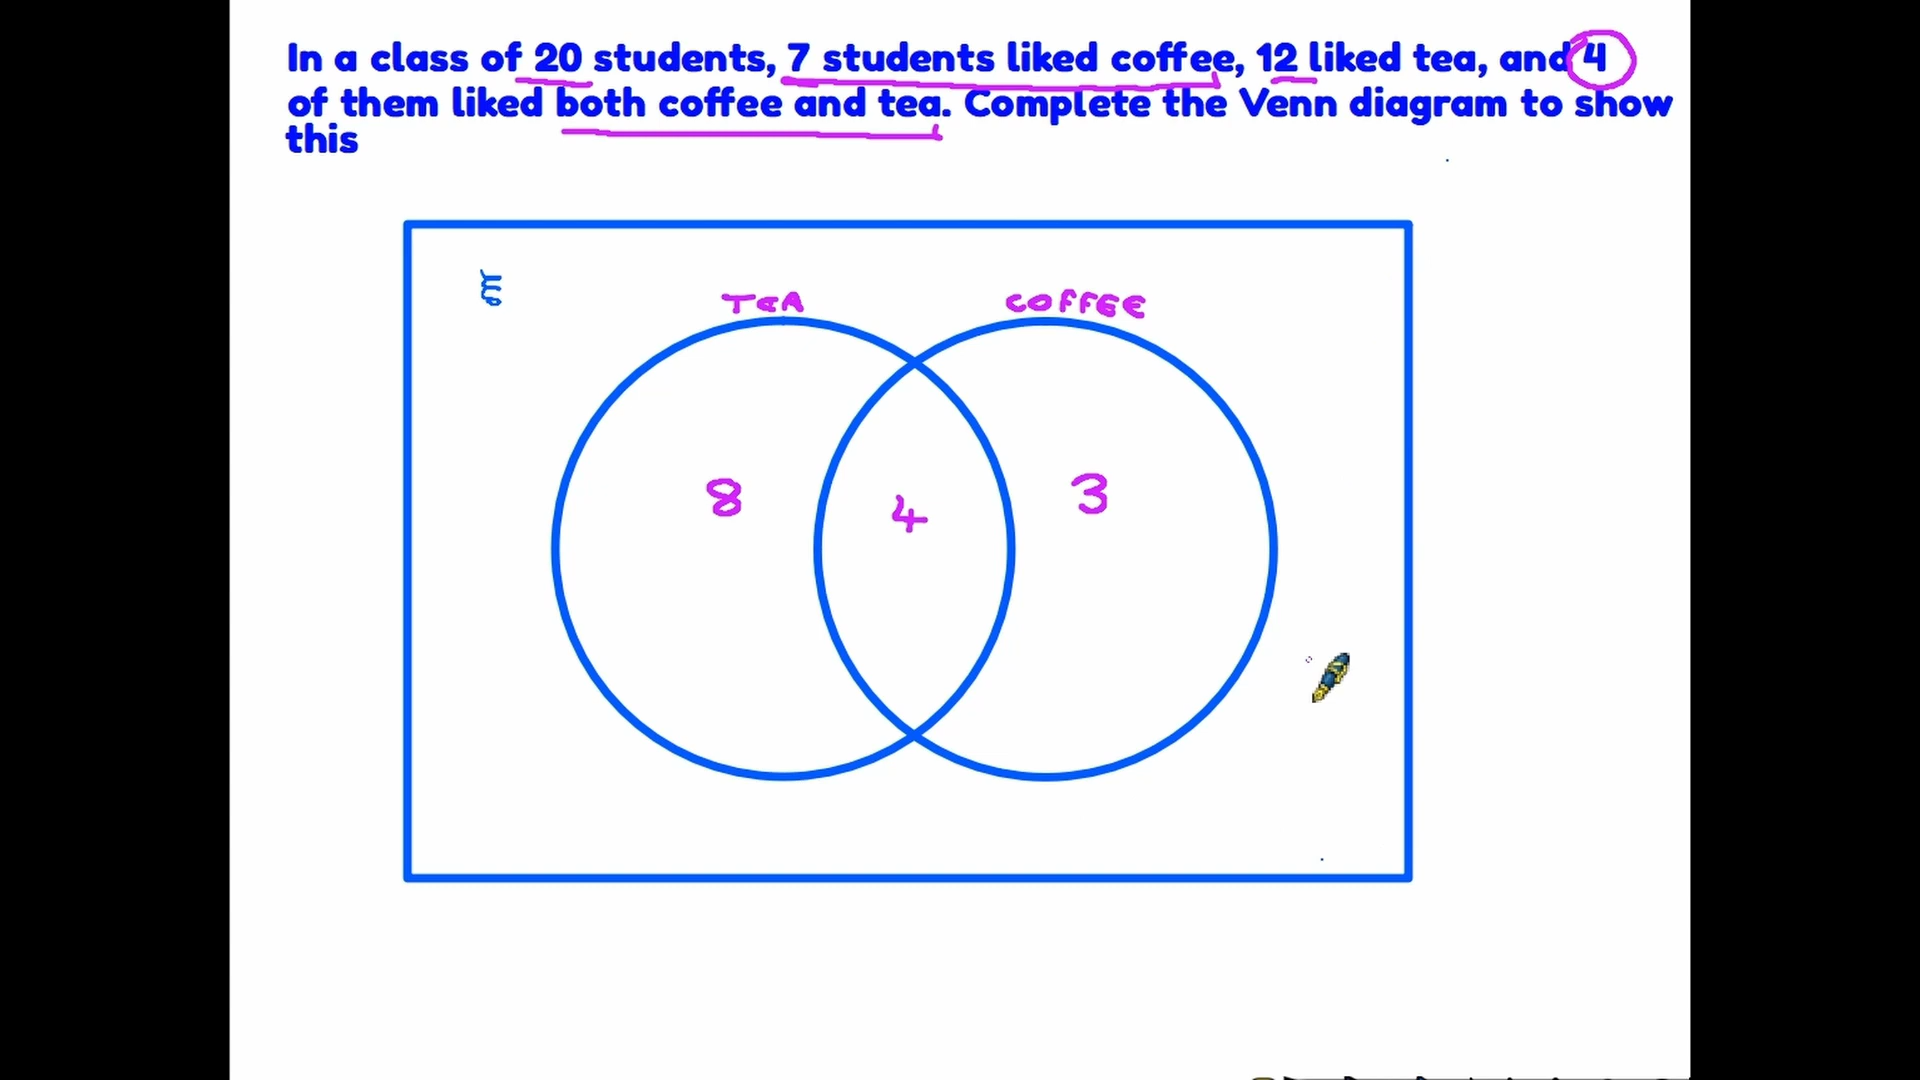 In a class of 20 students, 7 students liked coffee, 12 liked tea, and 4
of them liked both coffee and tea. Complete the Venn diagram to show
this
ξ
TEA COFFEE
8 4 3